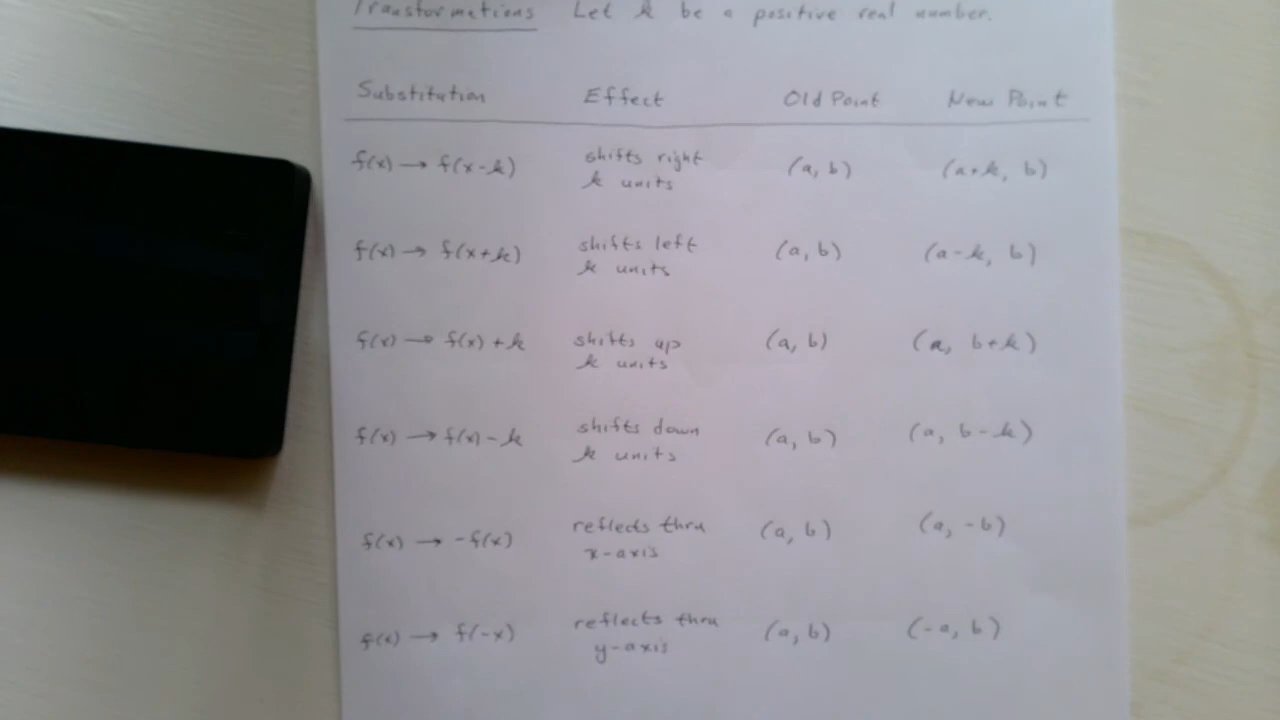 Transformations Let k be a positive real number.
Substitution Effect Old Point New Point
f(x) → f(x-k) shifts right k units (a, b) (a+k, b)
f(x) → f(x+k) shifts left k units (a, b) (a-k, b)
f(x) → f(x) + k shifts up k units (a, b) (a, b+k)
f(x) → f(x) - k shifts down k units (a, b) (a, b-k)
f(x) → -f(x) reflects thru x-axis (a, b) (a, -b)
f(x) → f(-x) reflects thru y-axis (a, b) (-a, b)